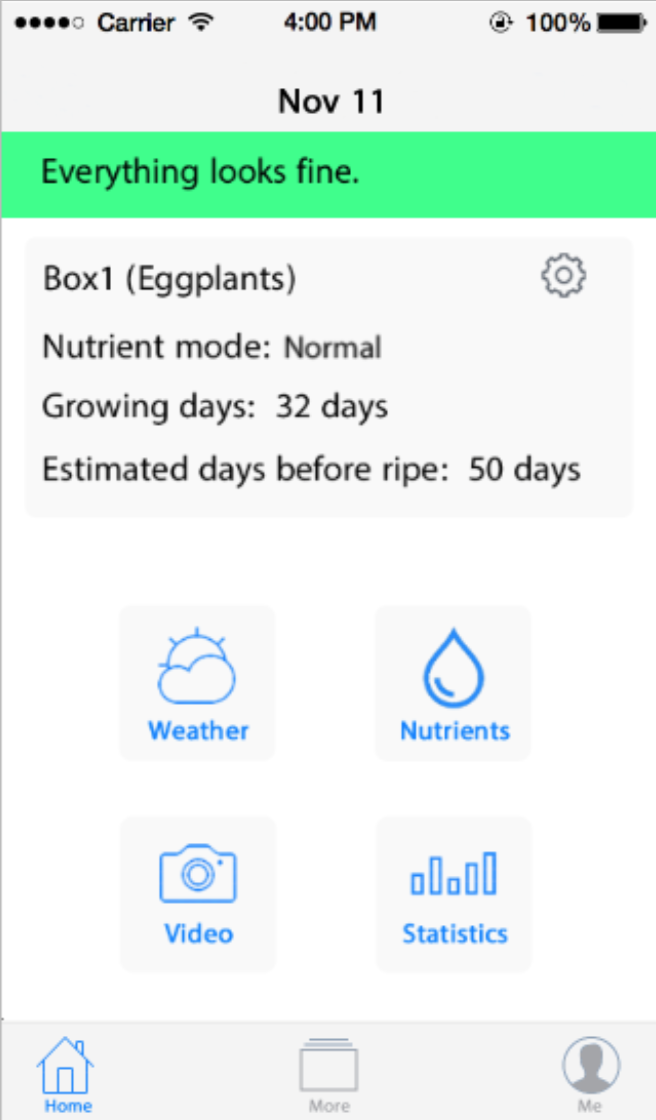 Carrier 4:00 PM 100%
Nov 11
Everything looks fine.
Box1 (Eggplants)
Nutrient mode: Normal
Growing days: 32 days
Estimated days before ripe: 50 days
Weather Nutrients
Video Statistics
Home More Me